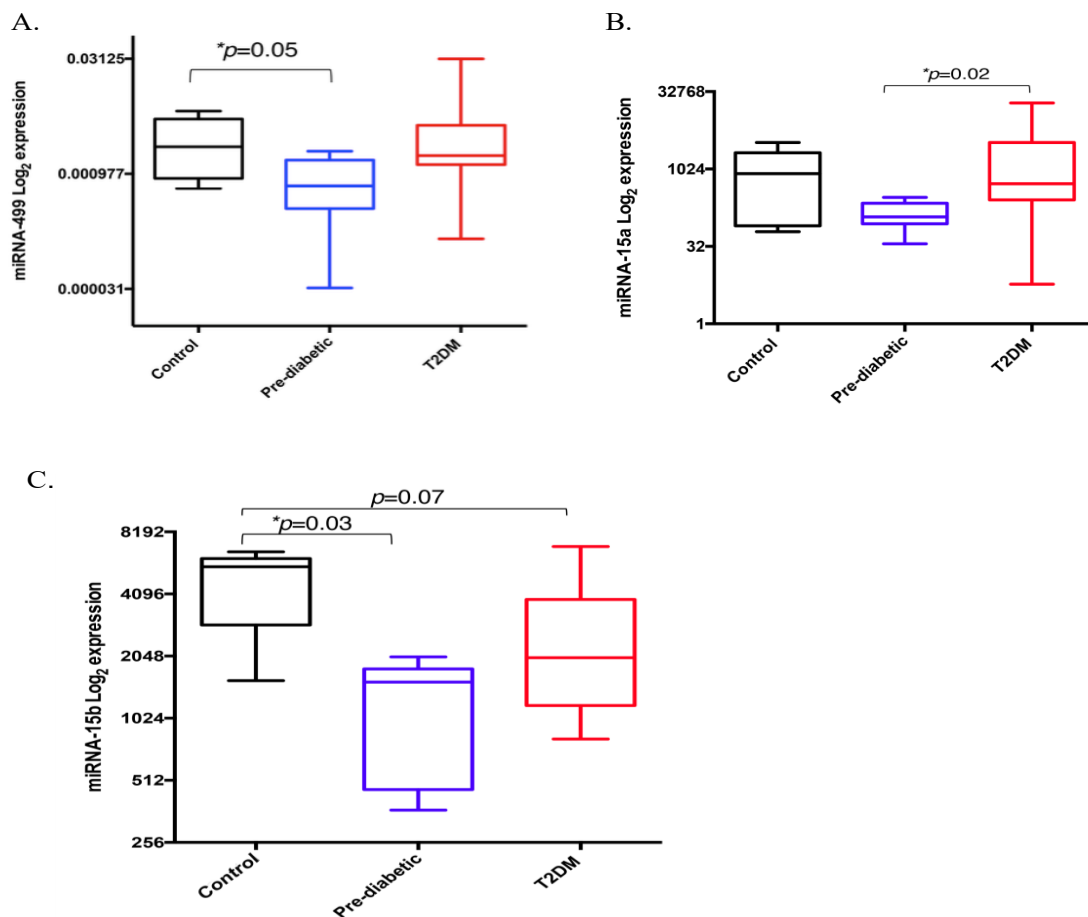 A.
*p=0.05
0.03125
0.000977
0.000031
miRNA-499 Log2 expression
Control
Pre-diabetic
T2DM
B.
*p=0.02
32768
1024
32
1
miRNA-15a Log2 expression
Control
Pre-diabetic
T2DM
C.
p=0.07
*p=0.03
8192
4096
2048
1024
512
256
miRNA-15b Log2 expression
Control
Pre-diabetic
T2DM